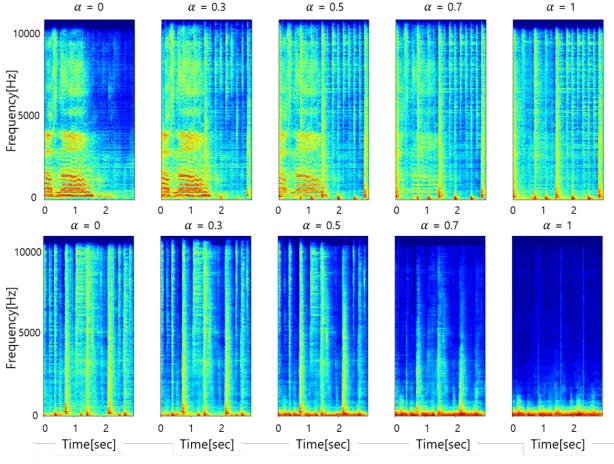 α = 0 α = 0.3 α = 0.5 α = 0.7 α = 1
10000
5000
0
Frequency[Hz]
0 1 2 0 1 2 0 1 2 0 1 2 0 1 2
α = 0 α = 0.3 α = 0.5 α = 0.7 α = 1
10000
5000
0
Frequency[Hz]
0 1 2 0 1 2 0 1 2 0 1 2 0 1 2
Time[sec] Time[sec] Time[sec] Time[sec] Time[sec]